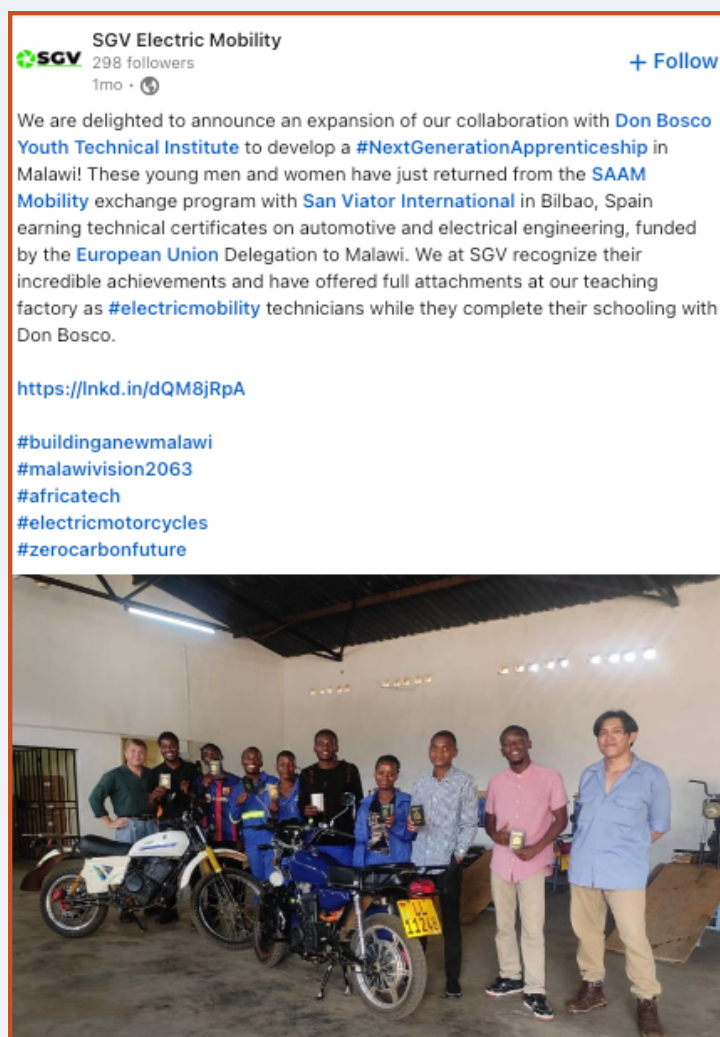 SGV
SGV Electric Mobility
298 followers
+ Follow
1mo •
We are delighted to announce an expansion of our collaboration with Don Bosco
Youth Technical Institute to develop a #NextGenerationApprenticeship in
Malawi! These young men and women have just returned from the SAAM
Mobility exchange program with San Viator International in Bilbao, Spain
earning technical certificates on automotive and electrical engineering, funded
by the European Union Delegation to Malawi. We at SGV recognize their
incredible achievements and have offered full attachments at our teaching
factory as #electricmobility technicians while they complete their schooling with
Don Bosco.
https://lnkd.in/dQM8jRpA
#buildinganewmalawi
#malawivision2063
#africatech
#electricmotorcycles
#zerocarbonfuture